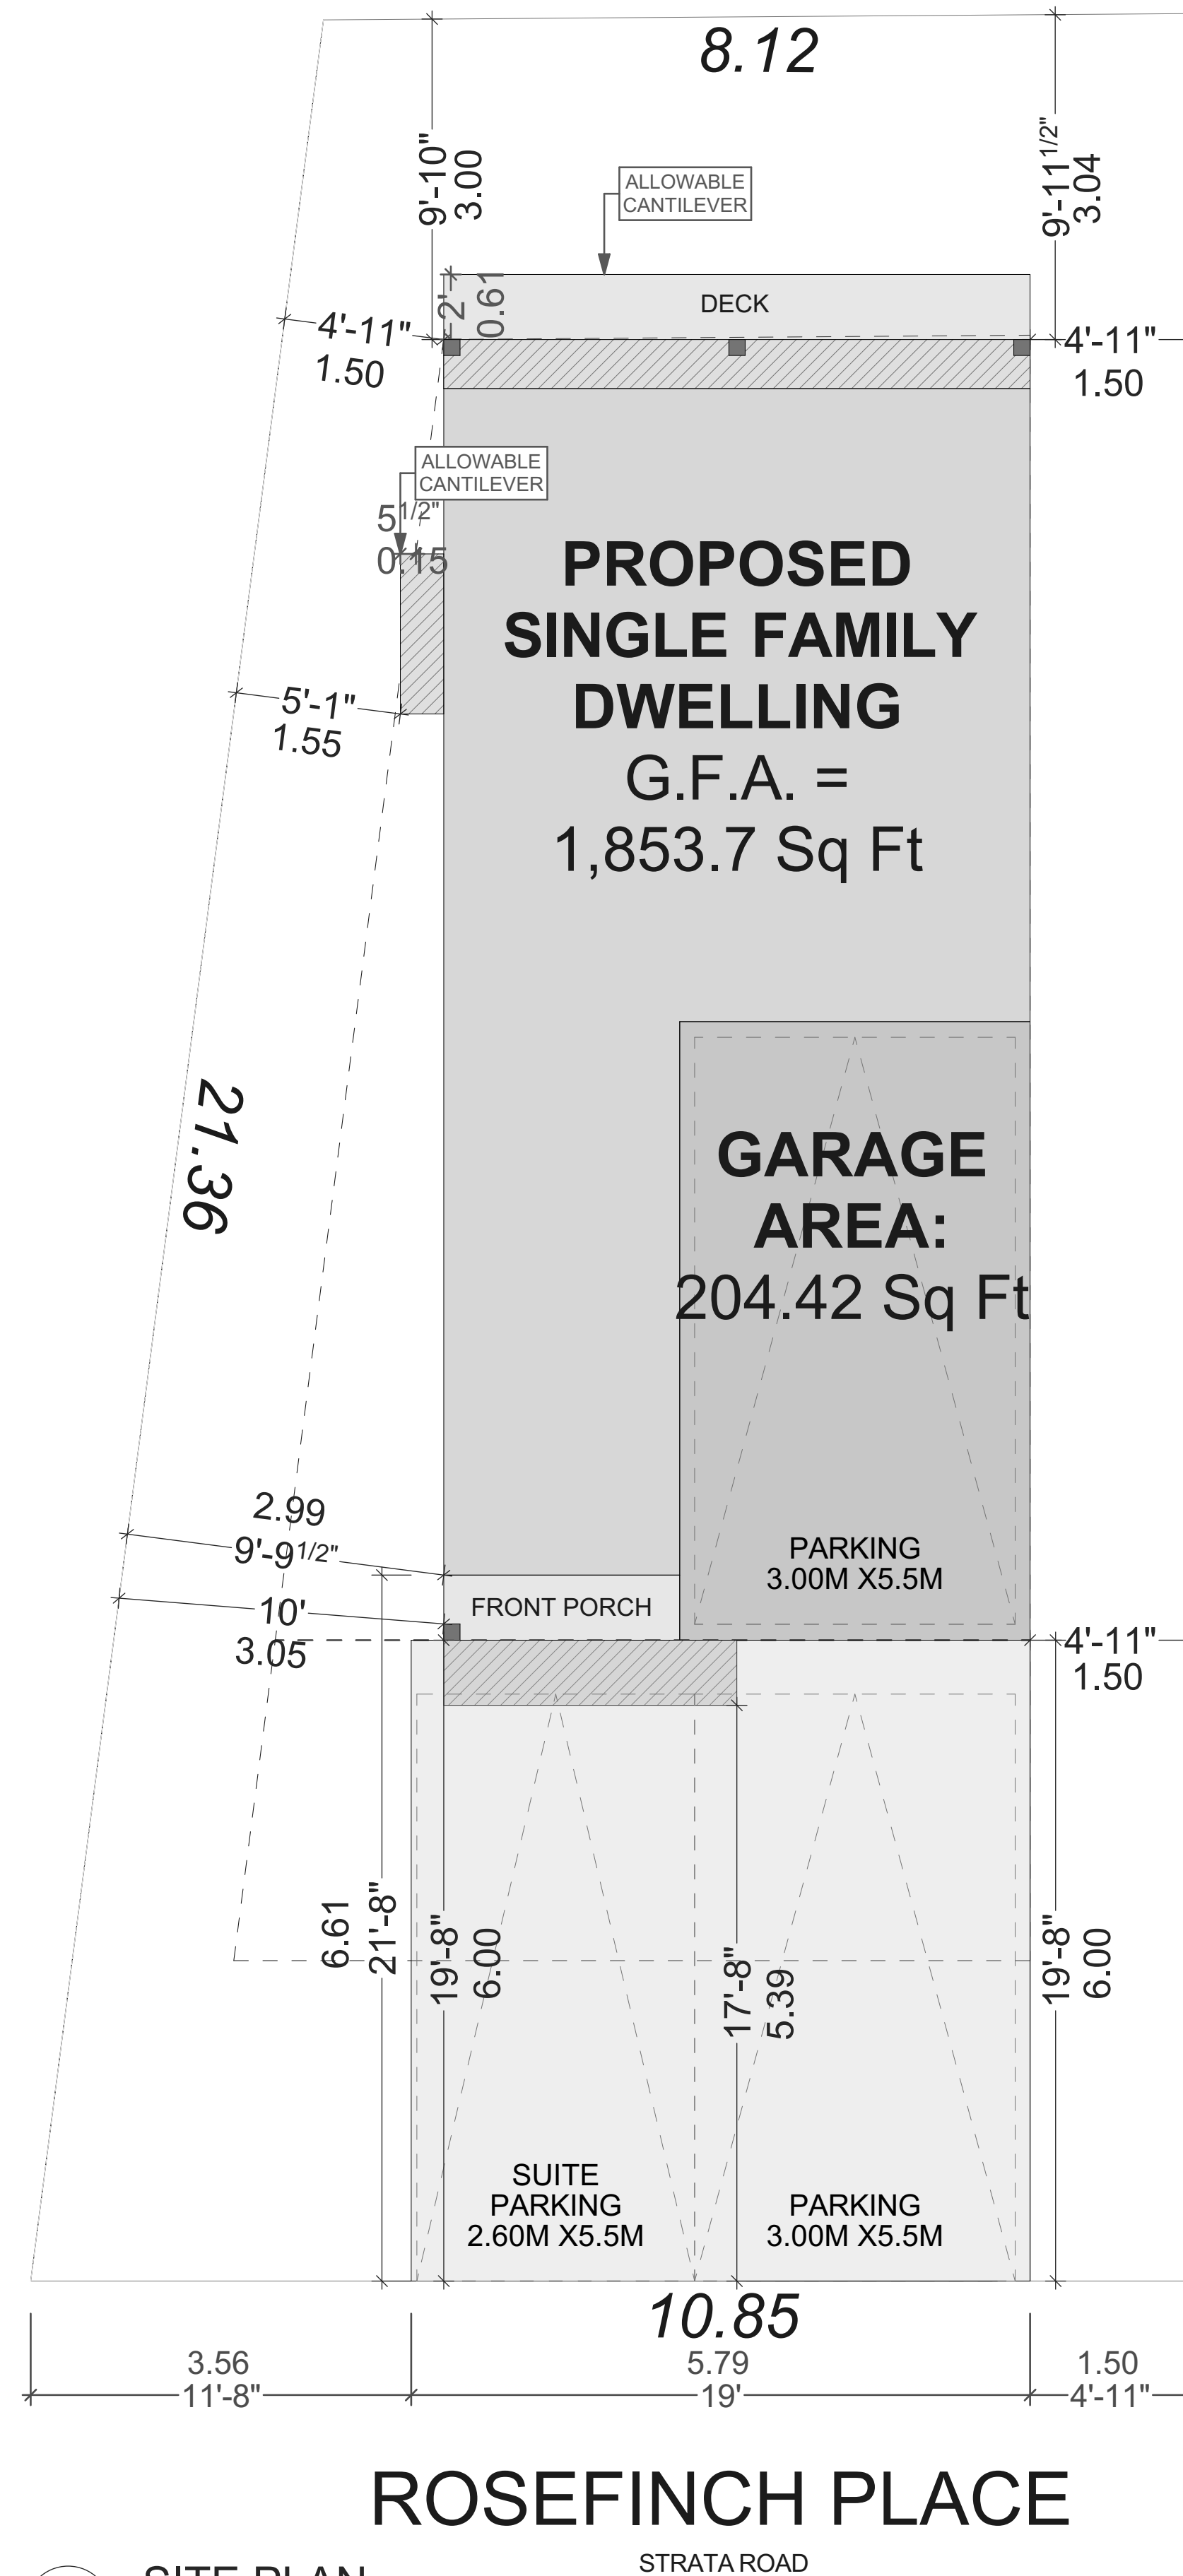 8.12
9'-10"
3.00
9'-11 1/2"
3.04
ALLOWABLE
CANTILEVER
2'
0.61
DECK
4'-11"
1.50
4'-11"
1.50
ALLOWABLE
CANTILEVER
5 1/2"
0.15
PROPOSED
SINGLE FAMILY
DWELLING
G.F.A. =
1,853.7 Sq Ft
5'-1"
1.55
21.36
GARAGE
AREA:
204.42 Sq Ft
PARKING
3.00M X5.5M
2.99
9'-9 1/2"
FRONT PORCH
10'
3.05
4'-11"
1.50
6.61
21'-8"
19'-8"
6.00
17'-8"
5.39
19'-8"
6.00
SUITE
PARKING
2.60M X5.5M
PARKING
3.00M X5.5M
10.85
3.56
11'-8"
5.79
19'
1.50
4'-11"
ROSEFINCH PLACE
STRATA ROAD
SITE PLAN